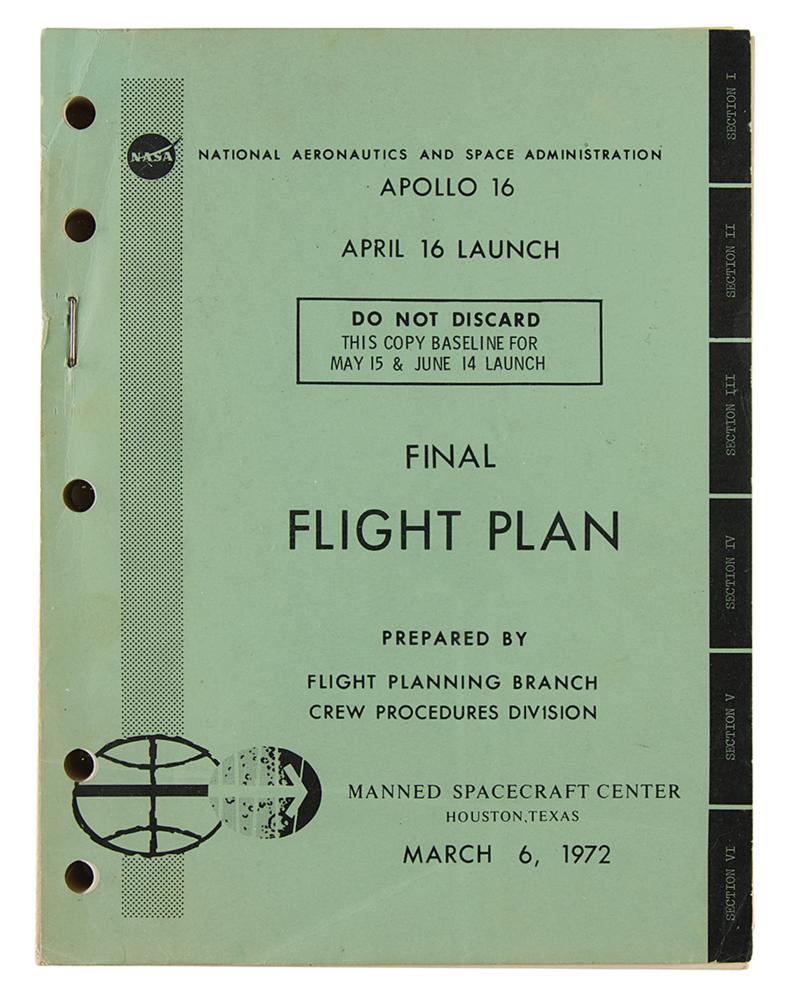 NASA
NATIONAL AERONAUTICS AND SPACE ADMINISTRATION
APOLLO 16
APRIL 16 LAUNCH
DO NOT DISCARD
THIS COPY BASELINE FOR
MAY 15 & JUNE 14 LAUNCH
FINAL
FLIGHT PLAN
PREPARED BY
FLIGHT PLANNING BRANCH
CREW PROCEDURES DIVISION
MANNED SPACECRAFT CENTER
HOUSTON,TEXAS
MARCH 6, 1972
SECTION I
SECTION II
SECTION III
SECTION IV
SECTION V
SECTION VI